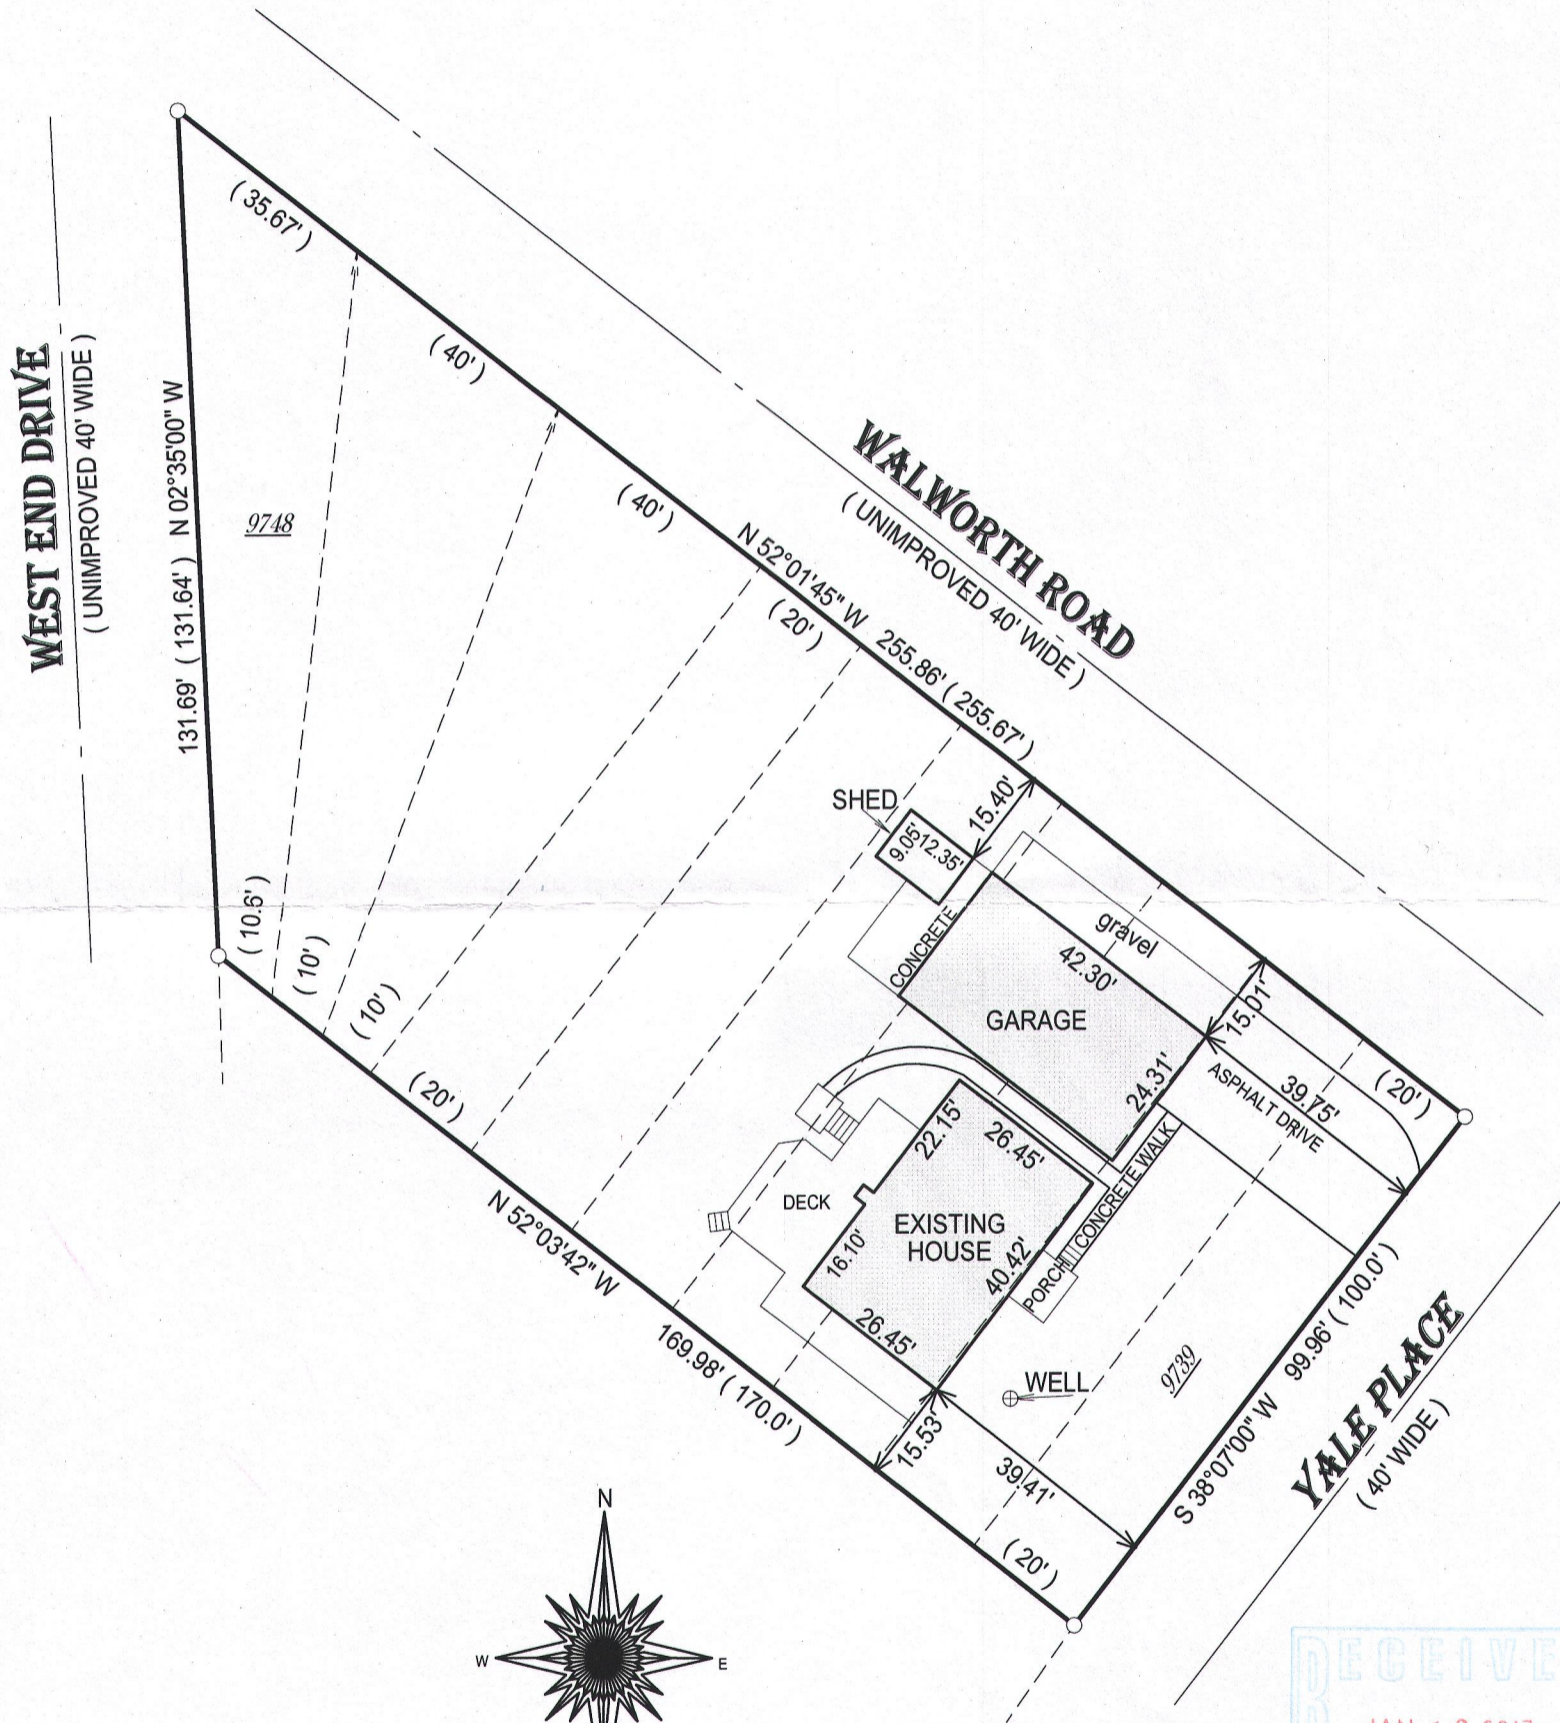 ( 35.67' )
( 40' )
( 40' )
WEST END DRIVE
( UNIMPROVED 40' WIDE )
131.69' ( 131.64' ) N 02°35'00" W
9748
WALWORTH ROAD
( UNIMPROVED 40' WIDE )
N 52°01'45" W 255.86' ( 255.67' )
( 20' )
SHED
9.05'
12.35'
15.40'
( 10.6' )
( 10' )
( 10' )
( 20' )
CONCRETE
gravel
42.30'
GARAGE
24.31'
15.01'
39.75'
ASPHALT DRIVE
( 20' )
22.15'
26.45'
DECK
EXISTING
HOUSE
16.10'
40.42'
26.45'
PORCH
CONCRETE WALK
N 52°03'42" W
169.98' ( 170.0' )
WELL
9739
15.53'
39.41'
( 20' )
S 38°07'00" W 99.96' ( 100.0' )
YALE PLACE
( 40' WIDE )
N
W
E
RECEIVE